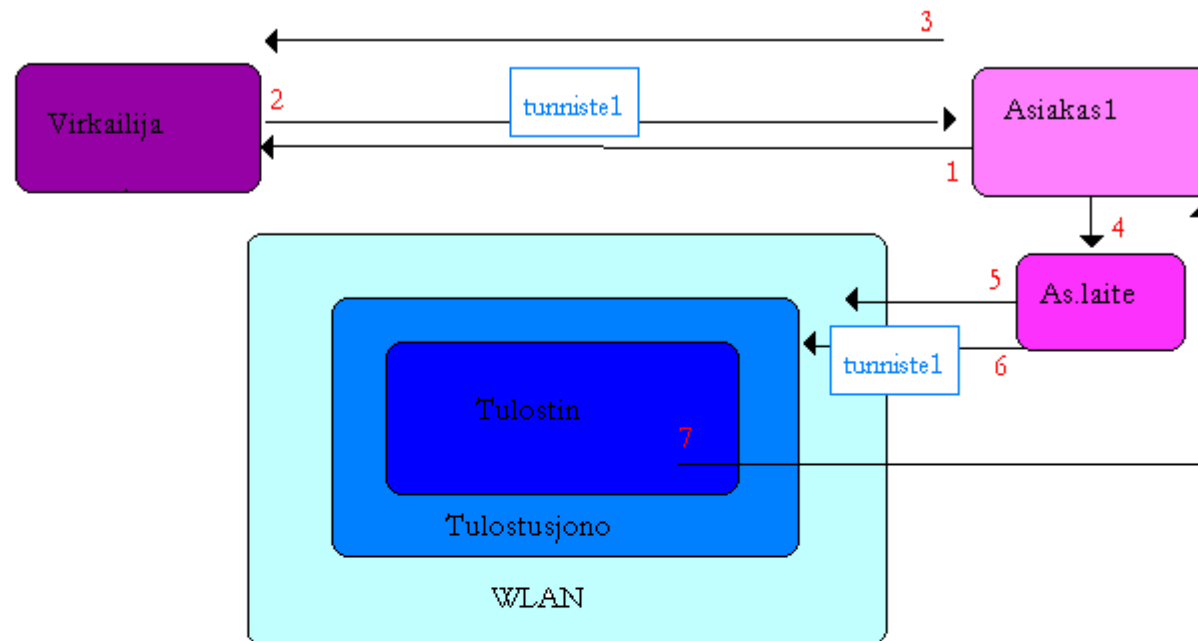 3
Virkailija
2
tunniste1
Asiakas1
1
4
5
As.laite
tunniste1
6
Tulostin
7
Tulostusjono
WLAN